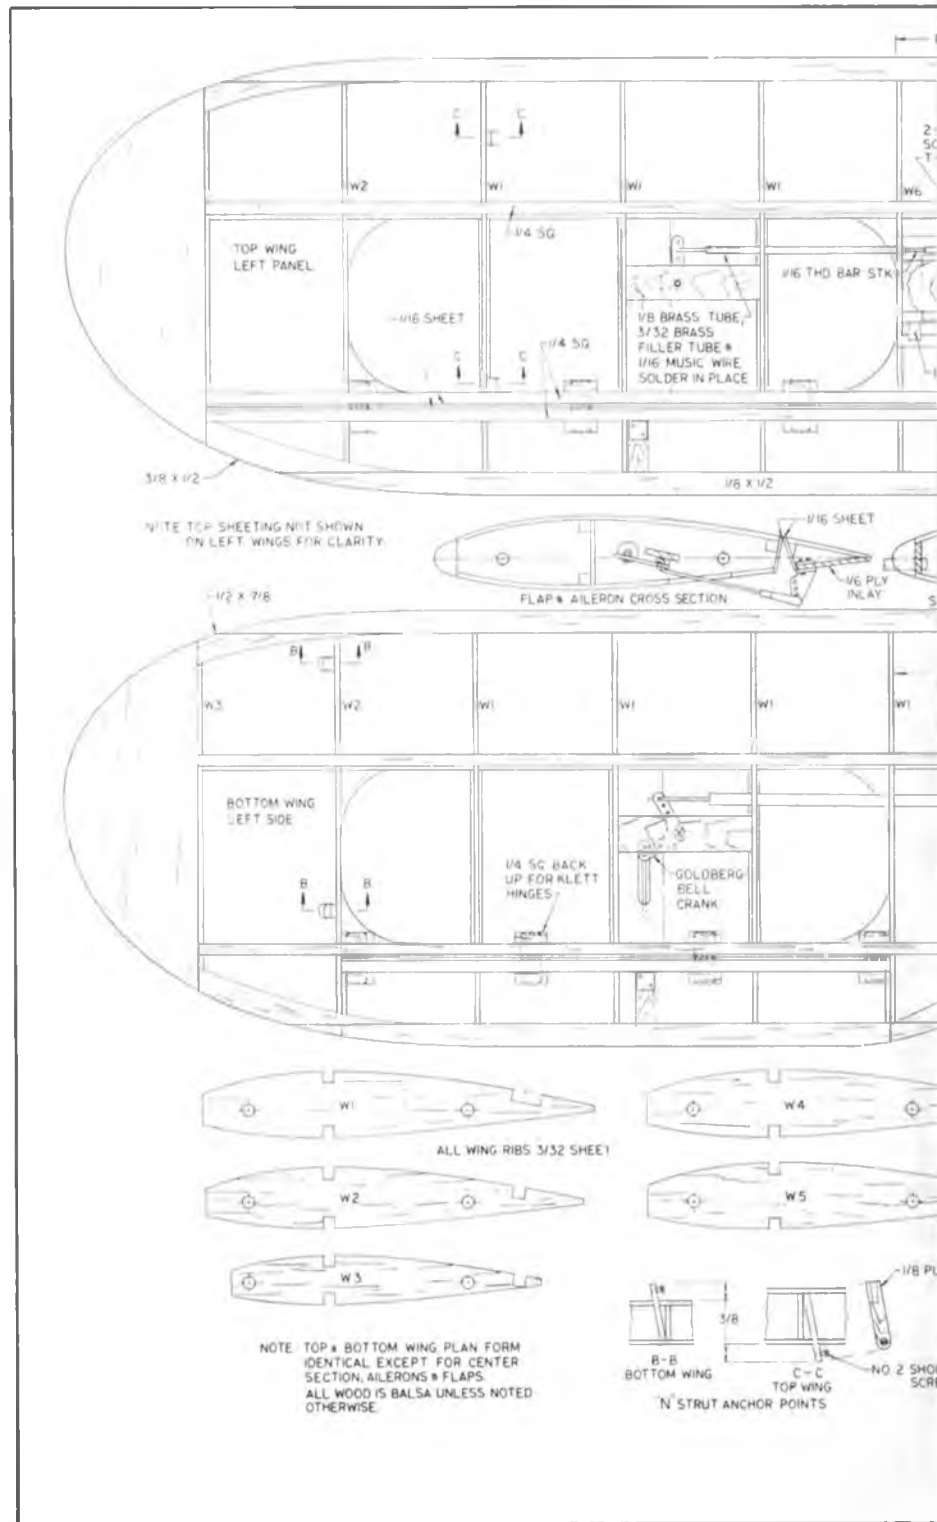 C C
2-
W2 W1 W1 W1 W6
1/4 SQ
TOP WING
LEFT PANEL
1/16 THD BAR STK
1/16 SHEET
1/8 BRASS TUBE,
3/32 BRASS
FILLER TUBE &
1/16 MUSIC WIRE
SOLDER IN PLACE
1/4 SQ
C C
3/8 X 1/2
1/8 X 1/2
NOTE TOP SHEETING NOT SHOWN
ON LEFT WINGS FOR CLARITY
1/16 SHEET
1/6 PLY
INLAY
FLAP & AILERON CROSS SECTION
1/2 X 7/8
B B
W3 W2 W1 W1 W1 W1
BOTTOM WING
LEFT SIDE
1/4 SQ BACK
UP FOR KLETT
HINGES
GOLDBERG
BELL
CRANK
B B
W1
W4
ALL WING RIBS 3/32 SHEET
W2
W5
W3
1/8 PL
3/8
NOTE: TOP & BOTTOM WING PLAN FORM
IDENTICAL EXCEPT FOR CENTER
SECTION, AILERONS & FLAPS.
ALL WOOD IS BALSA UNLESS NOTED
OTHERWISE.
B-B
BOTTOM WING
C-C
TOP WING
NO 2 SHO
SCRE
"N" STRUT ANCHOR POINTS